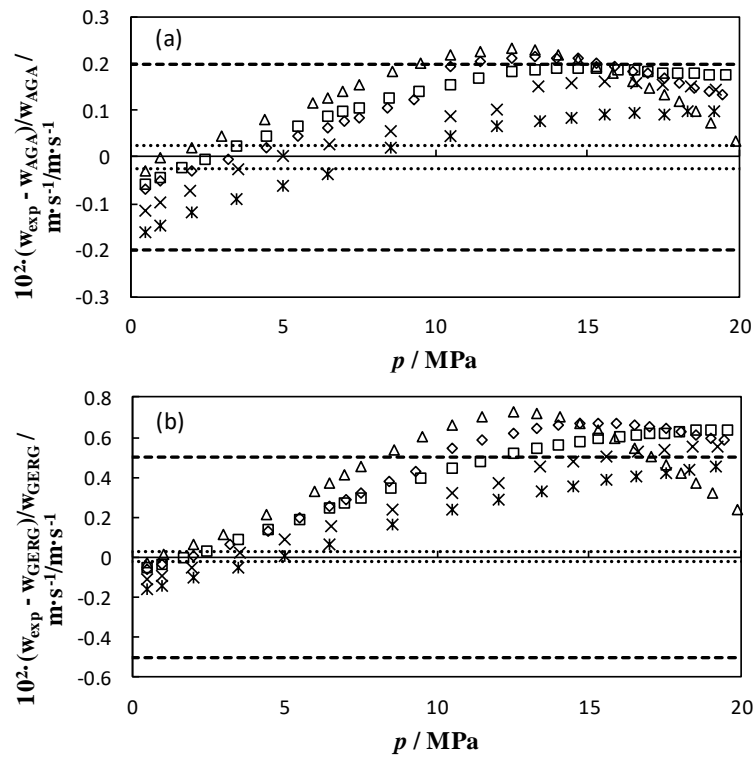 (a)
0.3
0.2
0.1
0
-0.1
-0.2
-0.3
0 5 10 15 20
p / MPa
10²·(wexp - wAGA)/wAGA /
m·s⁻¹/m·s⁻¹
(b)
0.8
0.6
0.4
0.2
0
-0.2
-0.4
-0.6
0 5 10 15 20
p / MPa
10²·(wexp - wGERG)/wGERG /
m·s⁻¹/m·s⁻¹